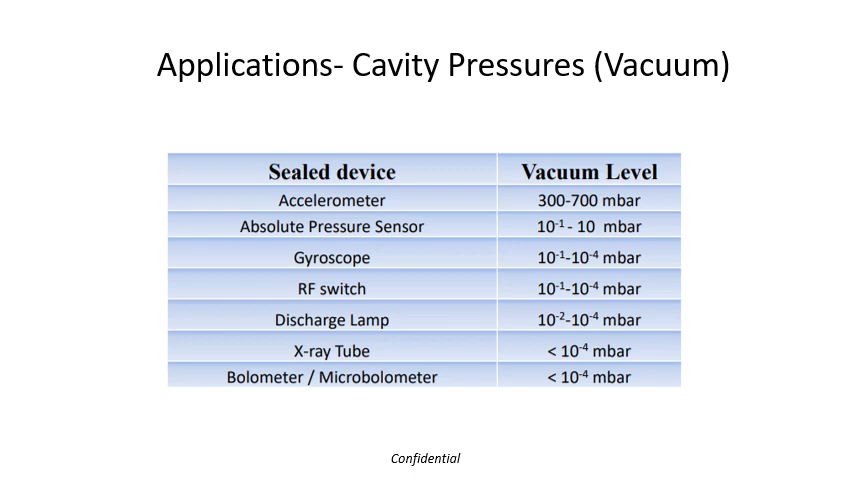 Applications- Cavity Pressures (Vacuum)
Sealed device Vacuum Level
Accelerometer 300-700 mbar
Absolute Pressure Sensor 10⁻¹ - 10 mbar
Gyroscope 10⁻¹-10⁻⁴ mbar
RF switch 10⁻¹-10⁻⁴ mbar
Discharge Lamp 10⁻²-10⁻⁴ mbar
X-ray Tube < 10⁻⁴ mbar
Bolometer / Microbolometer < 10⁻⁴ mbar
Confidential